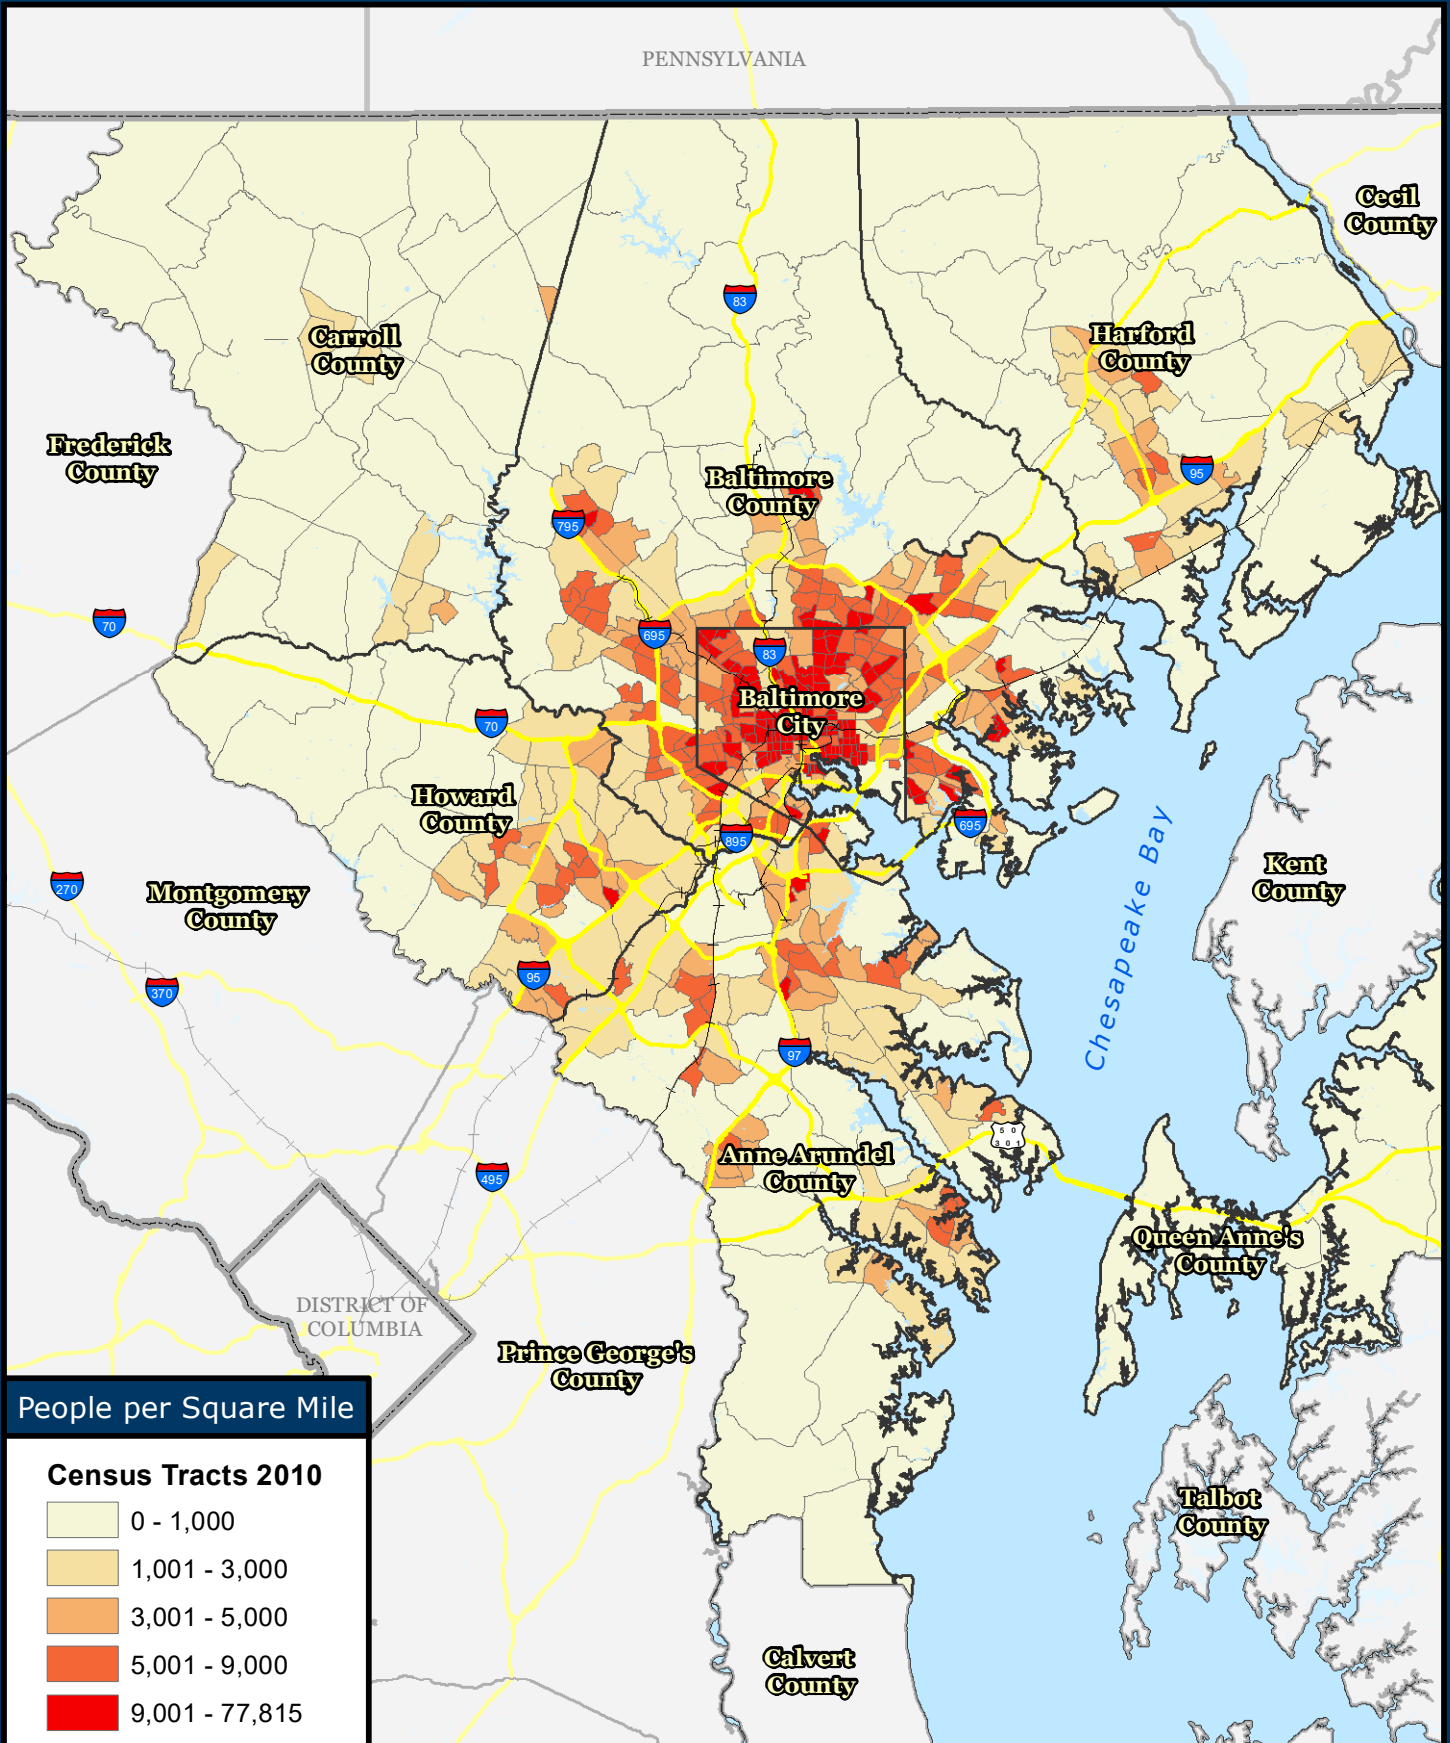 PENNSYLVANIA
Cecil
County
83
Carroll
County
Harford
County
Frederick
County
Baltimore
County
95
795
70
695
83
Baltimore
City
70
Howard
County
695
895
Chesapeake Bay
Kent
County
270
Montgomery
County
95
370
97
50
301
Anne Arundel
County
495
Queen Anne's
County
DISTRICT OF
COLUMBIA
Prince George's
County
People per Square Mile
Census Tracts 2010
0 - 1,000
1,001 - 3,000
3,001 - 5,000
5,001 - 9,000
9,001 - 77,815
Talbot
County
Calvert
County